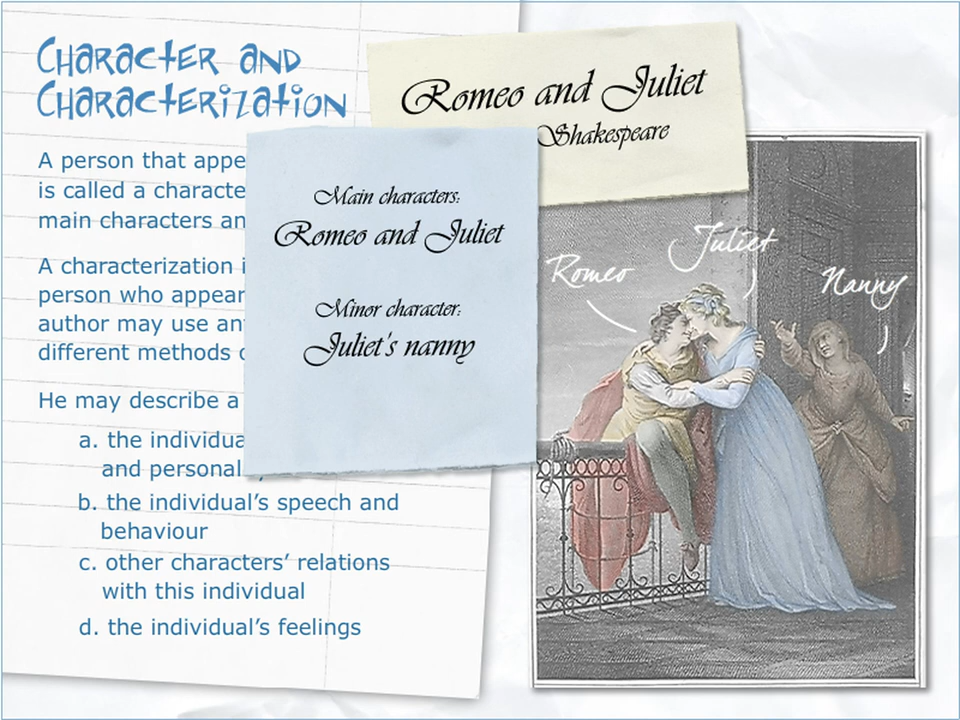 Character and
Characterization
A person that appe
is called a characte
main characters an
A characterization i
person who appear
author may use an
different methods
He may describe a
a. the individua
and personal
b. the individual's speech and
behaviour
c. other characters' relations
with this individual
d. the individual's feelings
Romeo and Juliet
Shakespeare
Main characters:
Romeo and Juliet
Minor character:
Juliet's nanny
Romeo
Juliet
Nanny